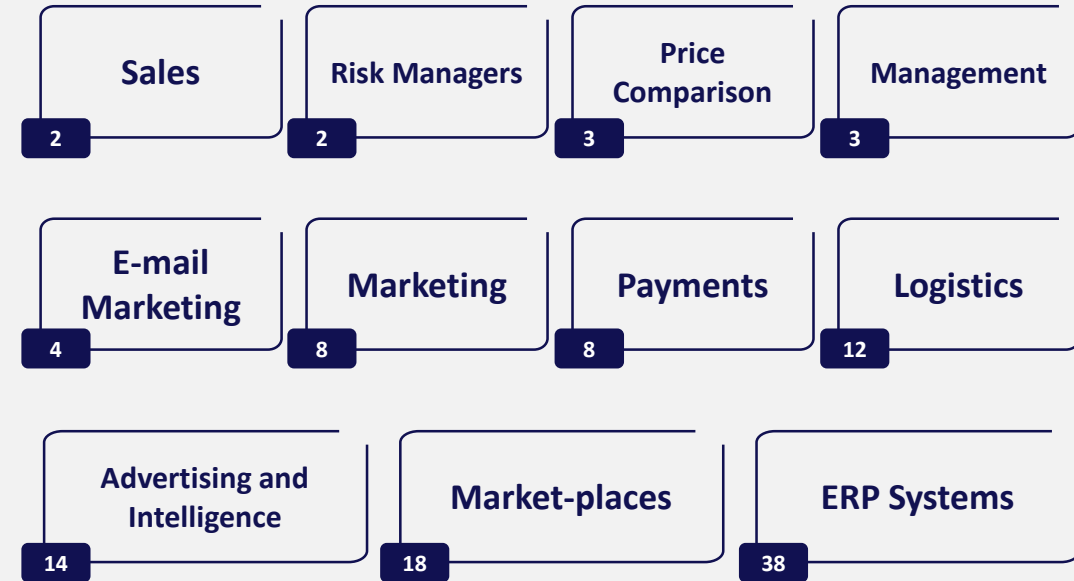 Sales
2
Risk Managers
2
Price
Comparison
3
Management
3
E-mail
Marketing
4
Marketing
8
Payments
8
Logistics
12
Advertising and
Intelligence
14
Market-places
18
ERP Systems
38